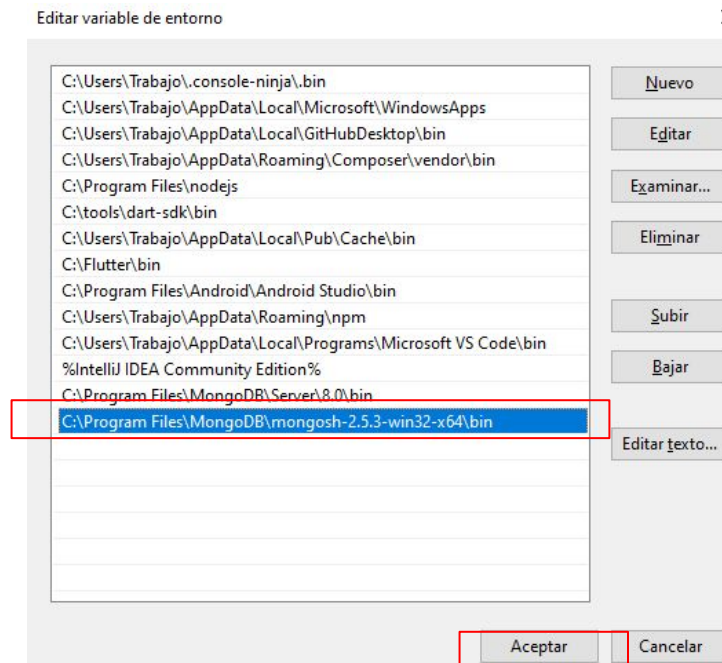 Editar variable de entorno
C:\Users\Trabajo\.console-ninja\.bin
C:\Users\Trabajo\AppData\Local\Microsoft\WindowsApps
C:\Users\Trabajo\AppData\Local\GitHubDesktop\bin
C:\Users\Trabajo\AppData\Roaming\Composer\vendor\bin
C:\Program Files\nodejs
C:\tools\dart-sdk\bin
C:\Users\Trabajo\AppData\Local\Pub\Cache\bin
C:\Flutter\bin
C:\Program Files\Android\Android Studio\bin
C:\Users\Trabajo\AppData\Roaming\npm
C:\Users\Trabajo\AppData\Local\Programs\Microsoft VS Code\bin
%IntelliJ IDEA Community Edition%
C:\Program Files\MongoDB\Server\8.0\bin
C:\Program Files\MongoDB\mongosh-2.5.3-win32-x64\bin
Nuevo
Editar
Examinar...
Eliminar
Subir
Bajar
Editar texto...
Aceptar
Cancelar